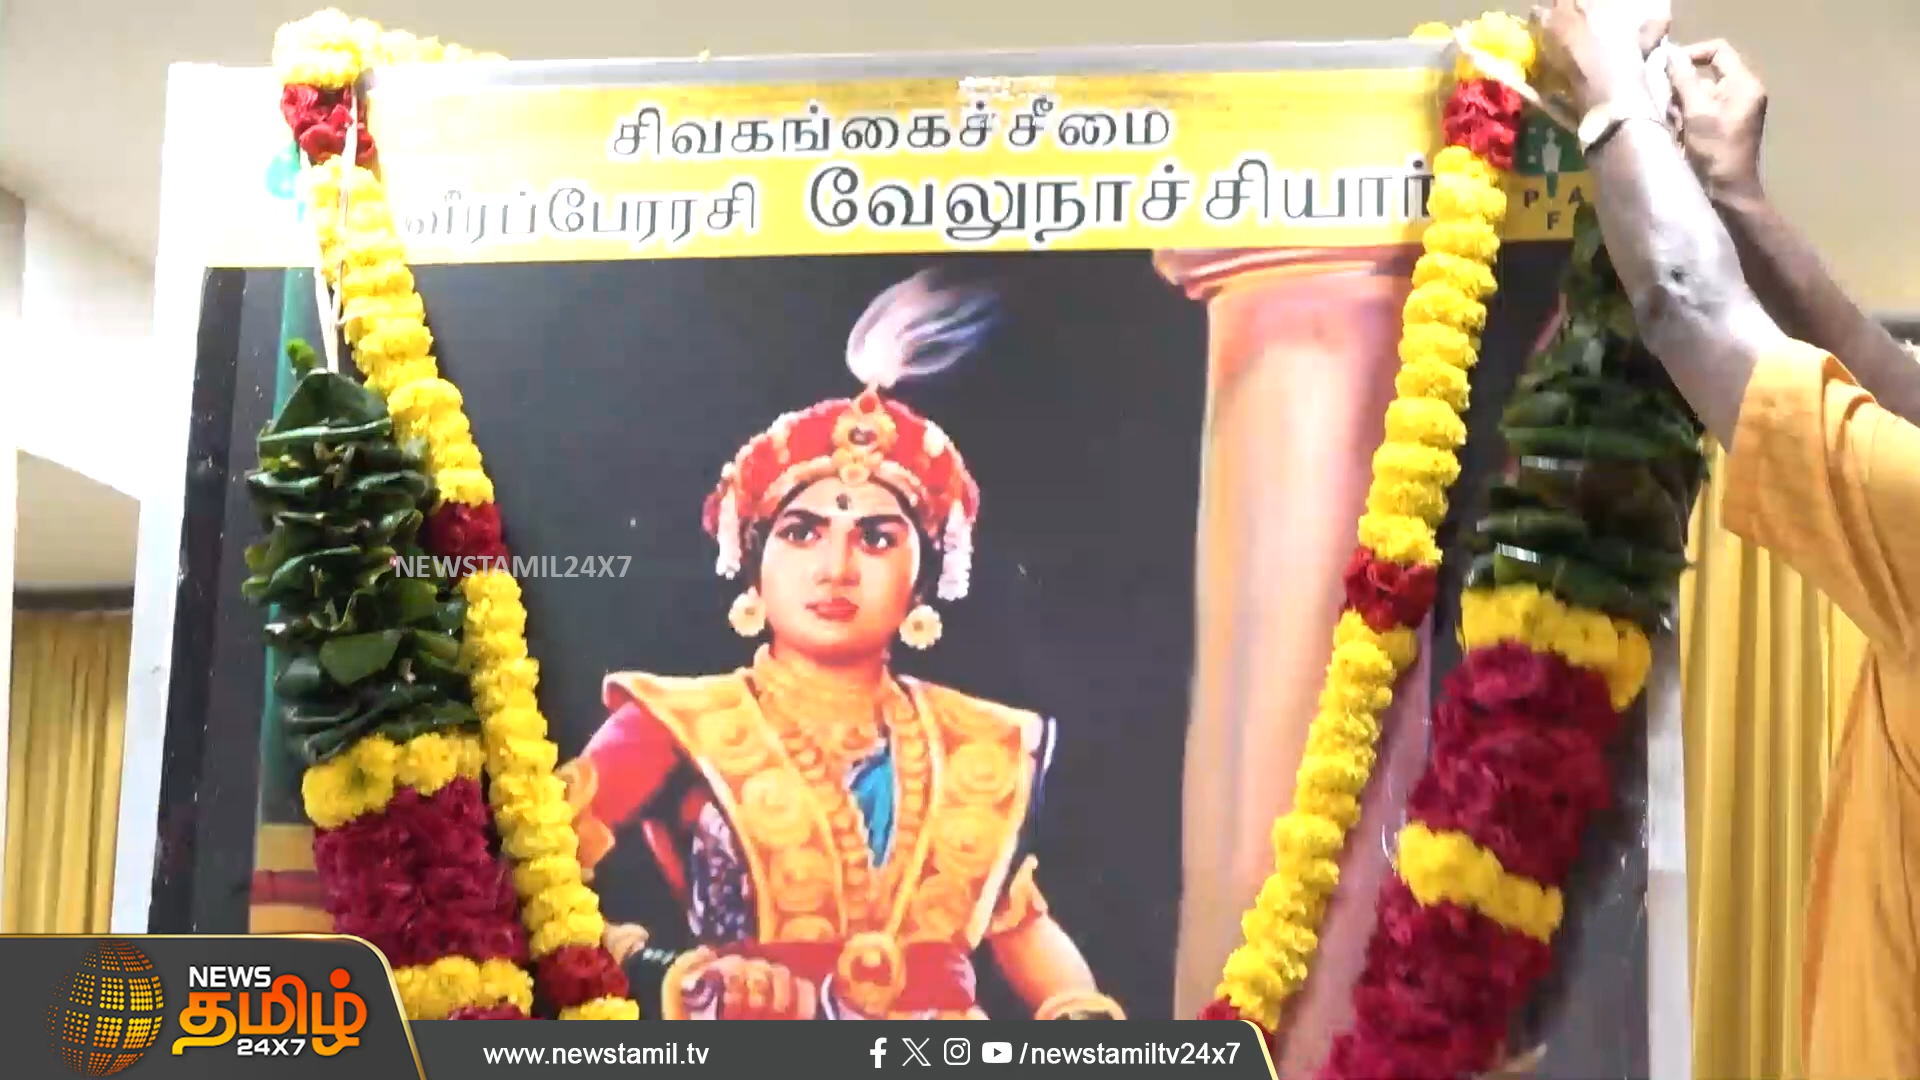 சிவகங்கைச்சீமை
வீரப்பேரரசி வேலுநாச்சியார்
P A
F
NEWSTAMIL24X7
NEWS
தமிழ்
24X7
www.newstamil.tv
/newstamiltv24x7